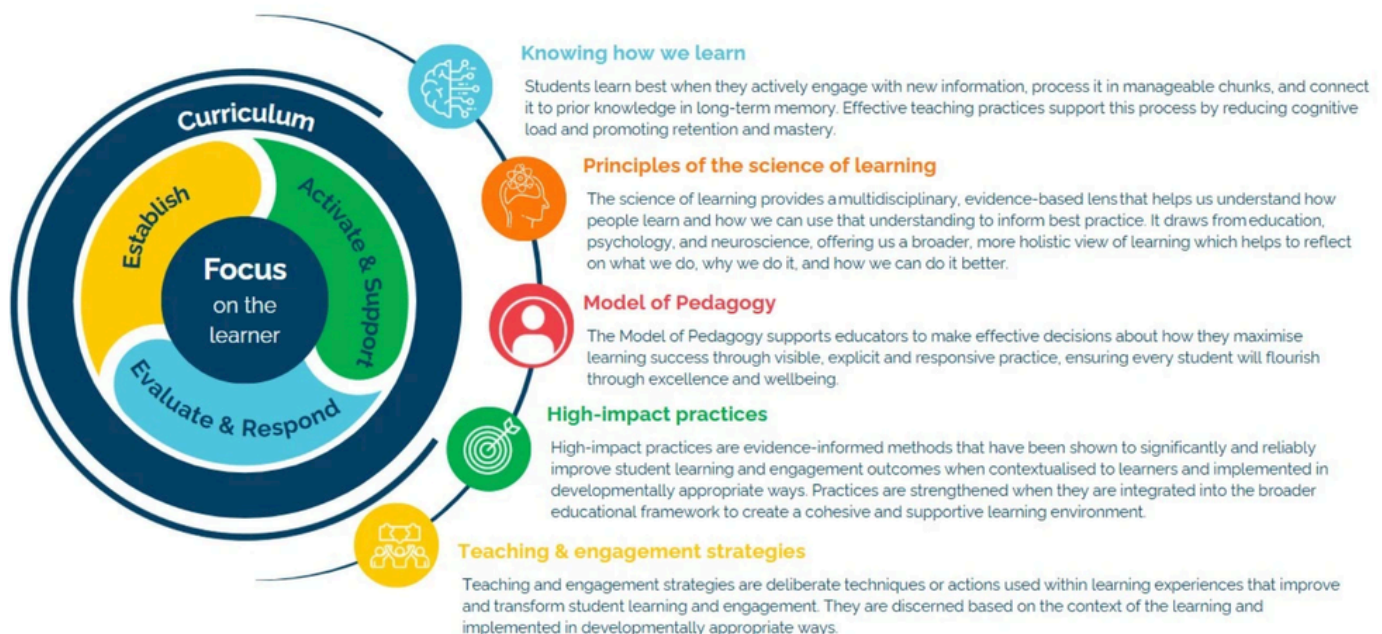 Curriculum
Establish
Activate & Support
Evaluate & Respond
Focus
on the
learner
Knowing how we learn
Students learn best when they actively engage with new information, process it in manageable chunks, and connect
it to prior knowledge in long-term memory. Effective teaching practices support this process by reducing cognitive
load and promoting retention and mastery.
Principles of the science of learning
The science of learning provides a multidisciplinary, evidence-based lens that helps us understand how
people learn and how we can use that understanding to inform best practice. It draws from education,
psychology, and neuroscience, offering us a broader, more holistic view of learning which helps to reflect
on what we do, why we do it, and how we can do it better.
Model of Pedagogy
The Model of Pedagogy supports educators to make effective decisions about how they maximise
learning success through visible, explicit and responsive practice, ensuring every student will flourish
through excellence and wellbeing.
High-impact practices
High-impact practices are evidence-informed methods that have been shown to significantly and reliably
improve student learning and engagement outcomes when contextualised to learners and implemented in
developmentally appropriate ways. Practices are strengthened when they are integrated into the broader
educational framework to create a cohesive and supportive learning environment.
Teaching & engagement strategies
Teaching and engagement strategies are deliberate techniques or actions used within learning experiences that improve
and transform student learning and engagement. They are discerned based on the context of the learning and
implemented in developmentally appropriate ways.